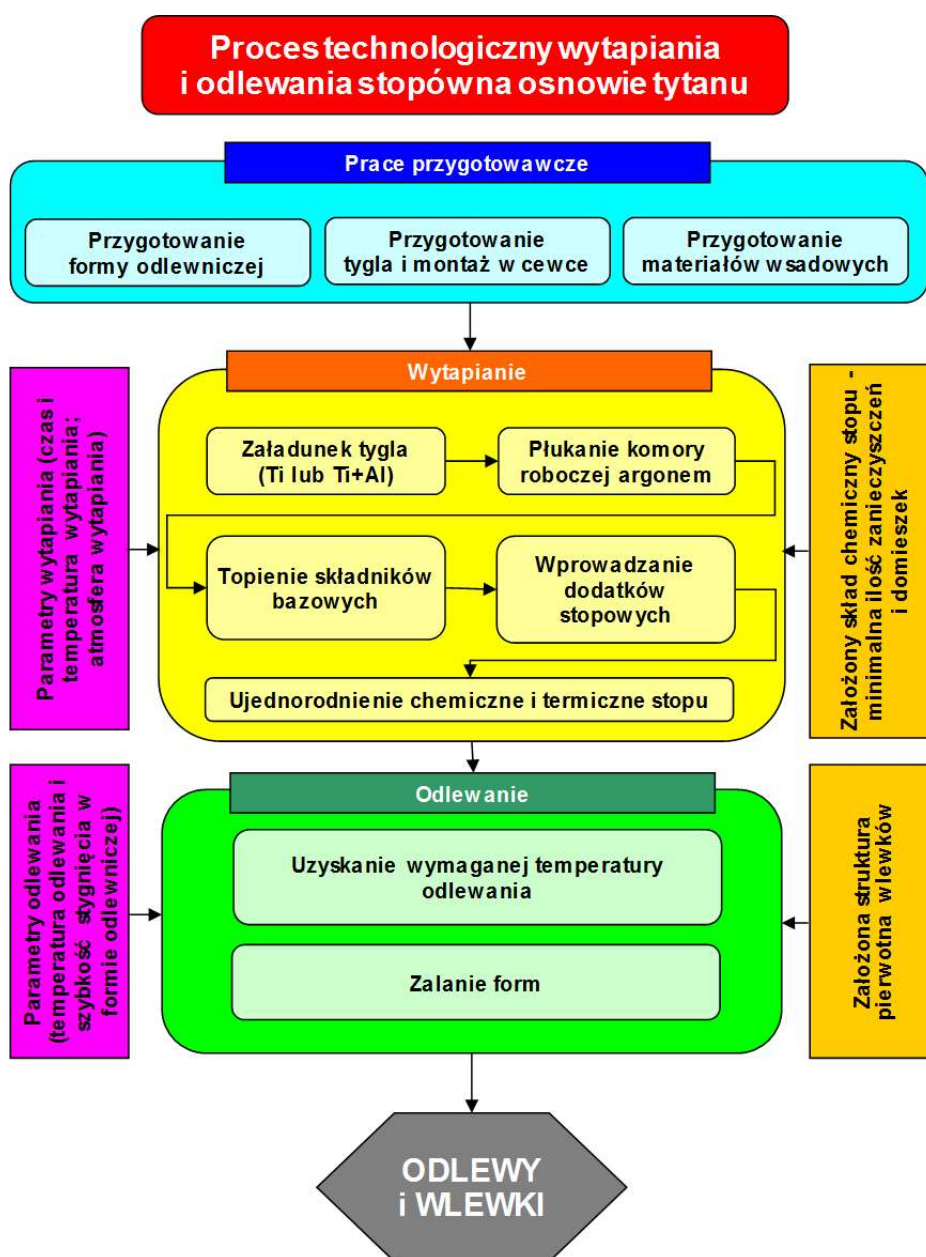 Proces technologiczny wytapiania
i odlewania stopów na osnowie tytanu
Prace przygotowawcze
Przygotowanie
formy odlewniczej
Przygotowanie
tygla i montaż w cewce
Przygotowanie
materiałów wsadowych
Parametry wytapiania (czas i
temperatura wytapiania;
atmosfera wytapiania)
Wytapianie
Załadunek tygla
(Ti lub Ti+Al)
Płukanie komory
roboczej argonem
Topienie składników
bazowych
Wprowadzanie
dodatków
stopowych
Ujednorodnienie chemiczne i termiczne stopu
Założony skład chemiczny stopu -
minimalna ilość zanieczyszczeń
i domieszek
Parametry odlewania
(temperatura odlewania i
szybkość stygnięcia w
formie odlewniczej)
Odlewanie
Uzyskanie wymaganej temperatury
odlewania
Zalanie form
Założona struktura
pierwotna wlewków
ODLEWY
i WLEWKI